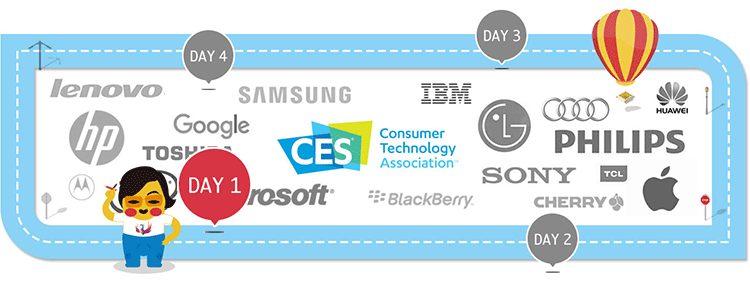 DAY 4
DAY 3
lenovo
SAMSUNG
IBM
HUAWEI
hp
Google
LG
PHILIPS
TOSHIBA
CES
Consumer
Technology
Association™
DAY 1
rosoft
BlackBerry.
SONY
TCL
CHERRY
DAY 2